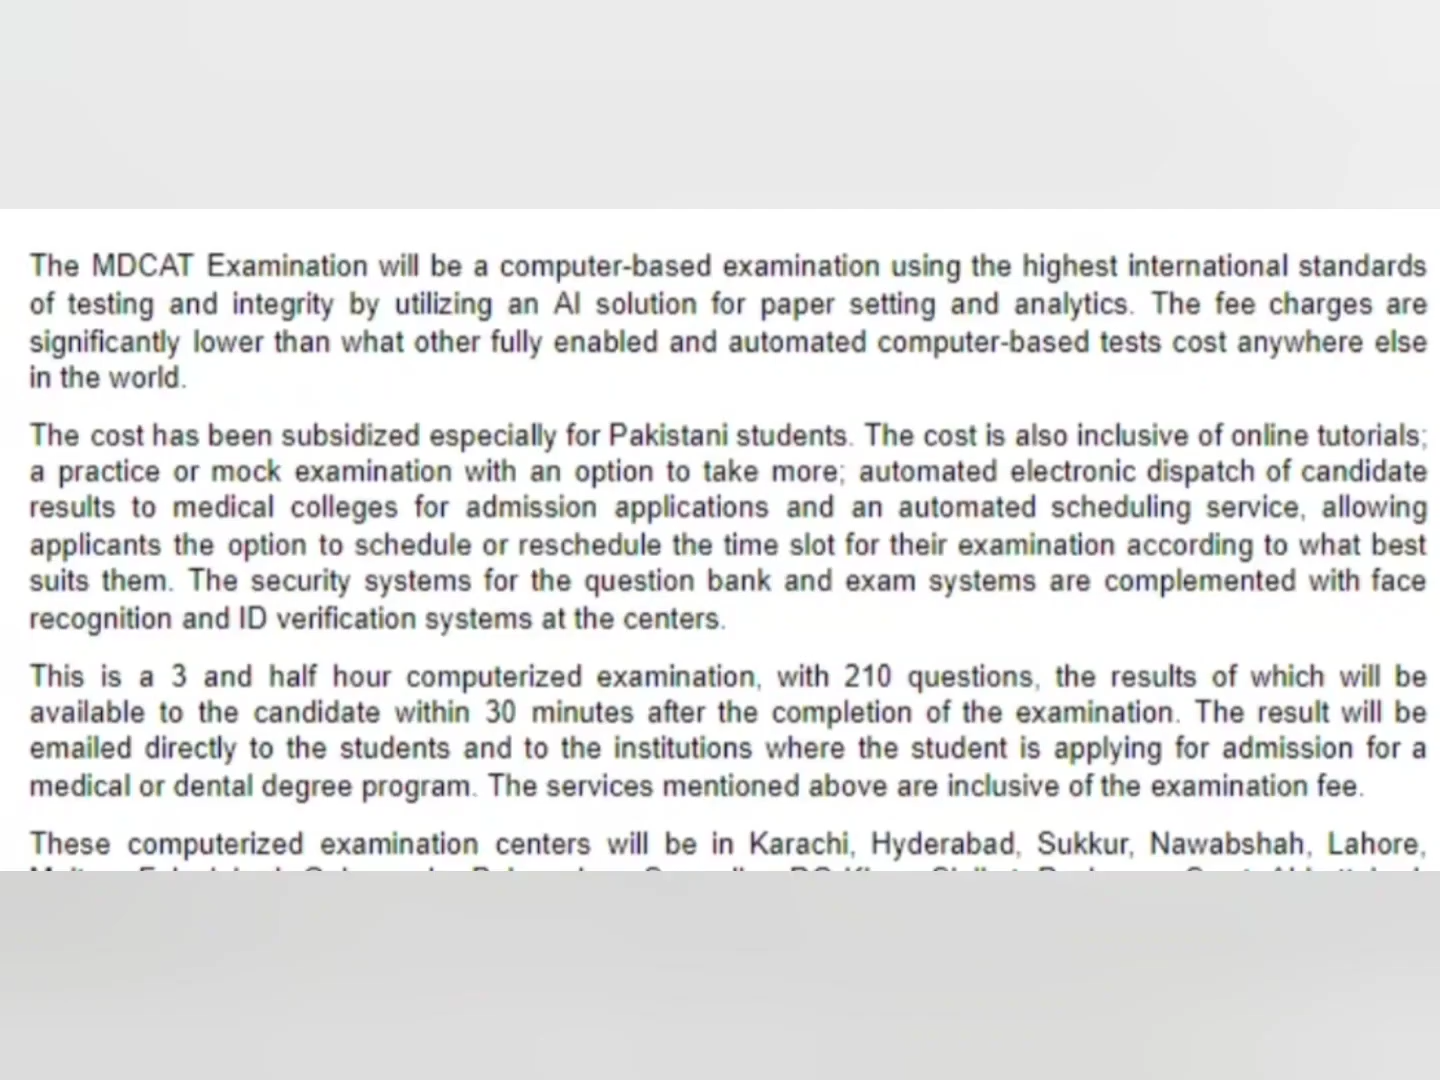 The MDCAT Examination will be a computer-based examination using the highest international standards
of testing and integrity by utilizing an AI solution for paper setting and analytics. The fee charges are
significantly lower than what other fully enabled and automated computer-based tests cost anywhere else
in the world.
The cost has been subsidized especially for Pakistani students. The cost is also inclusive of online tutorials;
a practice or mock examination with an option to take more; automated electronic dispatch of candidate
results to medical colleges for admission applications and an automated scheduling service, allowing
applicants the option to schedule or reschedule the time slot for their examination according to what best
suits them. The security systems for the question bank and exam systems are complemented with face
recognition and ID verification systems at the centers.
This is a 3 and half hour computerized examination, with 210 questions, the results of which will be
available to the candidate within 30 minutes after the completion of the examination. The result will be
emailed directly to the students and to the institutions where the student is applying for admission for a
medical or dental degree program. The services mentioned above are inclusive of the examination fee.
These computerized examination centers will be in Karachi, Hyderabad, Sukkur, Nawabshah, Lahore,